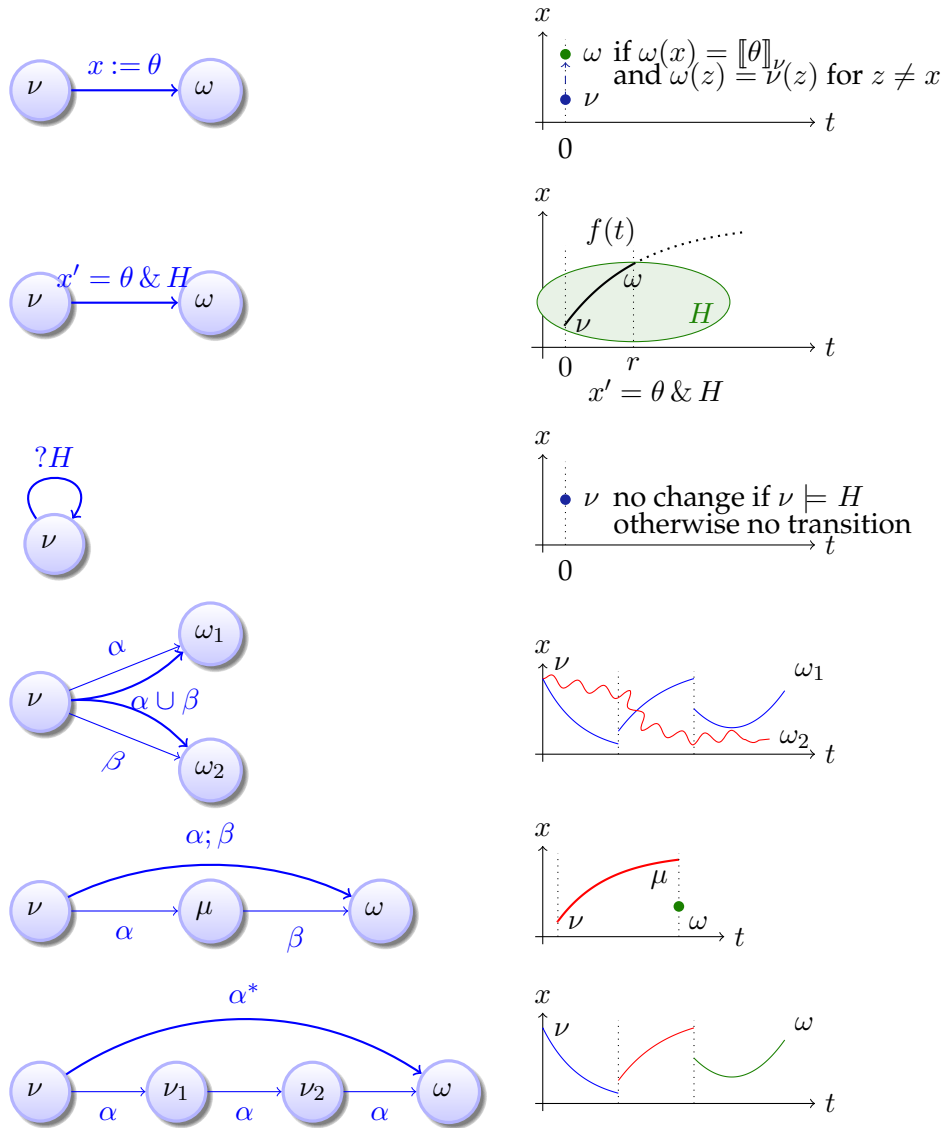 ν x := θ ω
x
ω if ω(x) = ⟦θ⟧ν
and ω(z) = ν(z) for z ≠ x
ν
t
0
ν x′ = θ & H ω
x
f(t)
ω
ν
H
t
0 r
x′ = θ & H
?H
ν
x
ν no change if ν ⊨ H
otherwise no transition
t
0
ω1
α
ν
α ∪ β
β
ω2
x
ν
ω1
ω2
t
α; β
ν μ ω
α β
x
μ
ν ω
t
α*
ν ν1 ν2 ω
α α α
x
ν ω
t